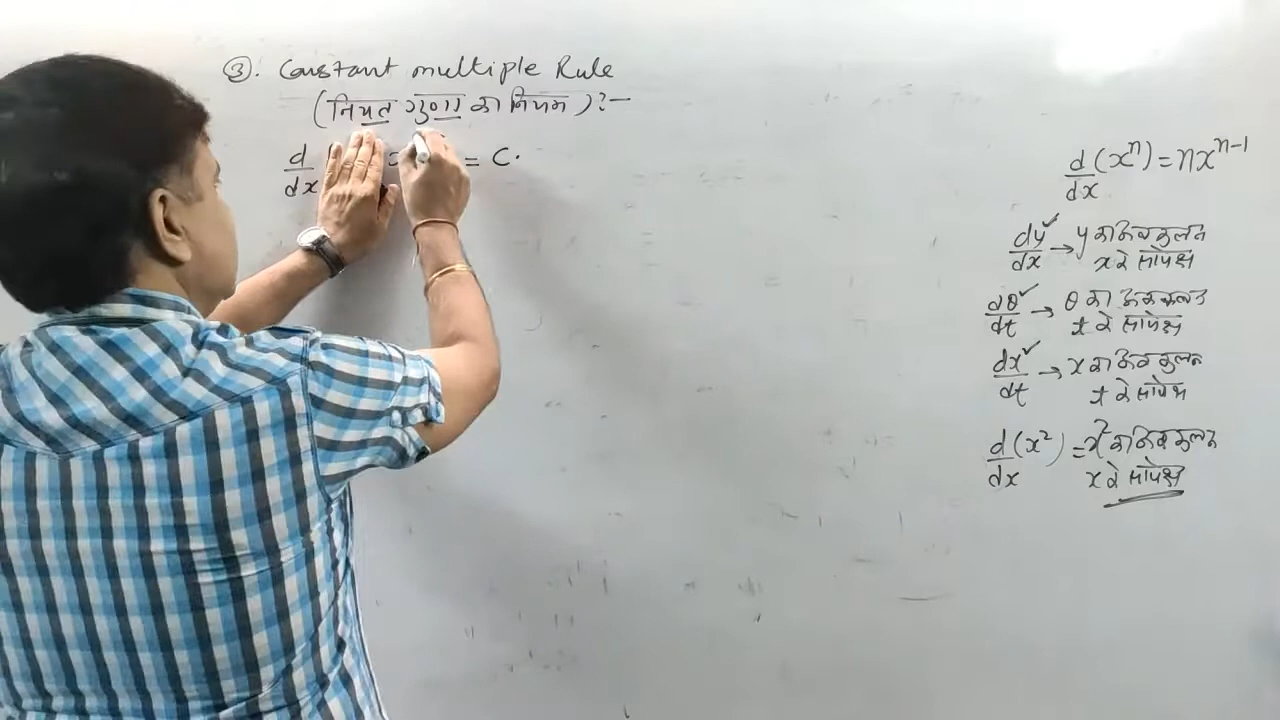 ③. Constant multiple Rule
(नियत गुणा का नियम) :-
d/dx = C.
d/dx (xⁿ) = nxⁿ⁻¹
dy/dx → y का अवकलन
x के सापेक्ष
dθ/dt → θ का अवकलन
t के सापेक्ष
dx/dt → x का अवकलन
t के सापेक्ष
d/dx (x²) = x² का अवकलन
x के सापेक्ष